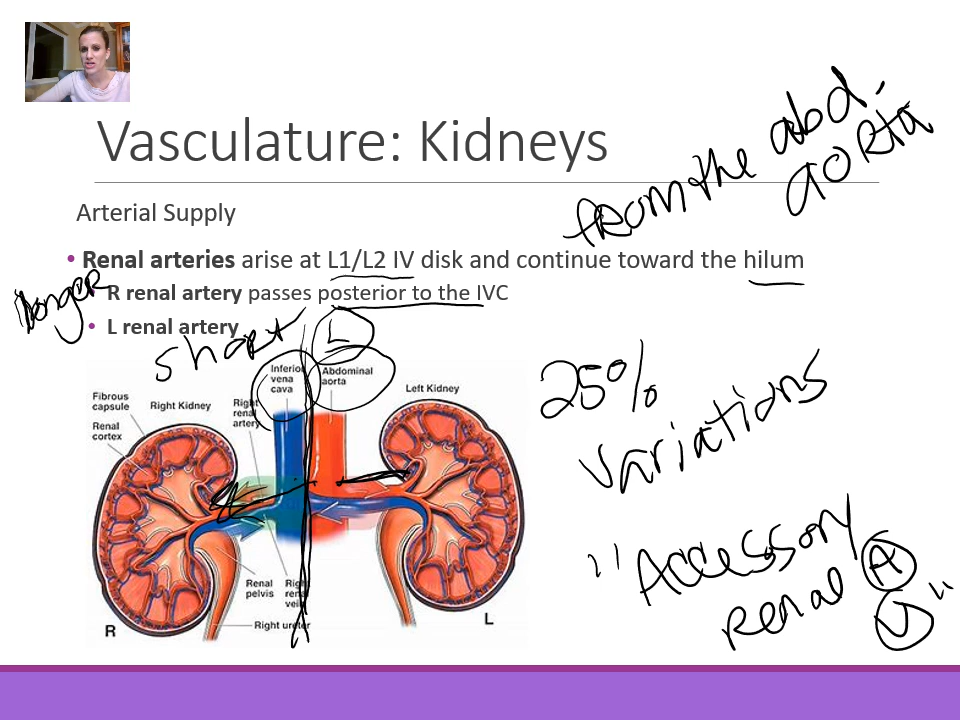 Vasculature: Kidneys
from the abd.
aorta
Arterial Supply
• Renal arteries arise at L1/L2 IV disk and continue toward the hilum
longer
• R renal artery passes posterior to the IVC
• L renal artery
short
L
25%
variations
"Accessory
renal A
V"
Inferior
vena
cava
Abdominal
aorta
Fibrous
capsule
Right Kidney
Right
renal
artery
Left Kidney
Renal
cortex
Renal
pelvis
Right
renal
vein
Right ureter
R
L